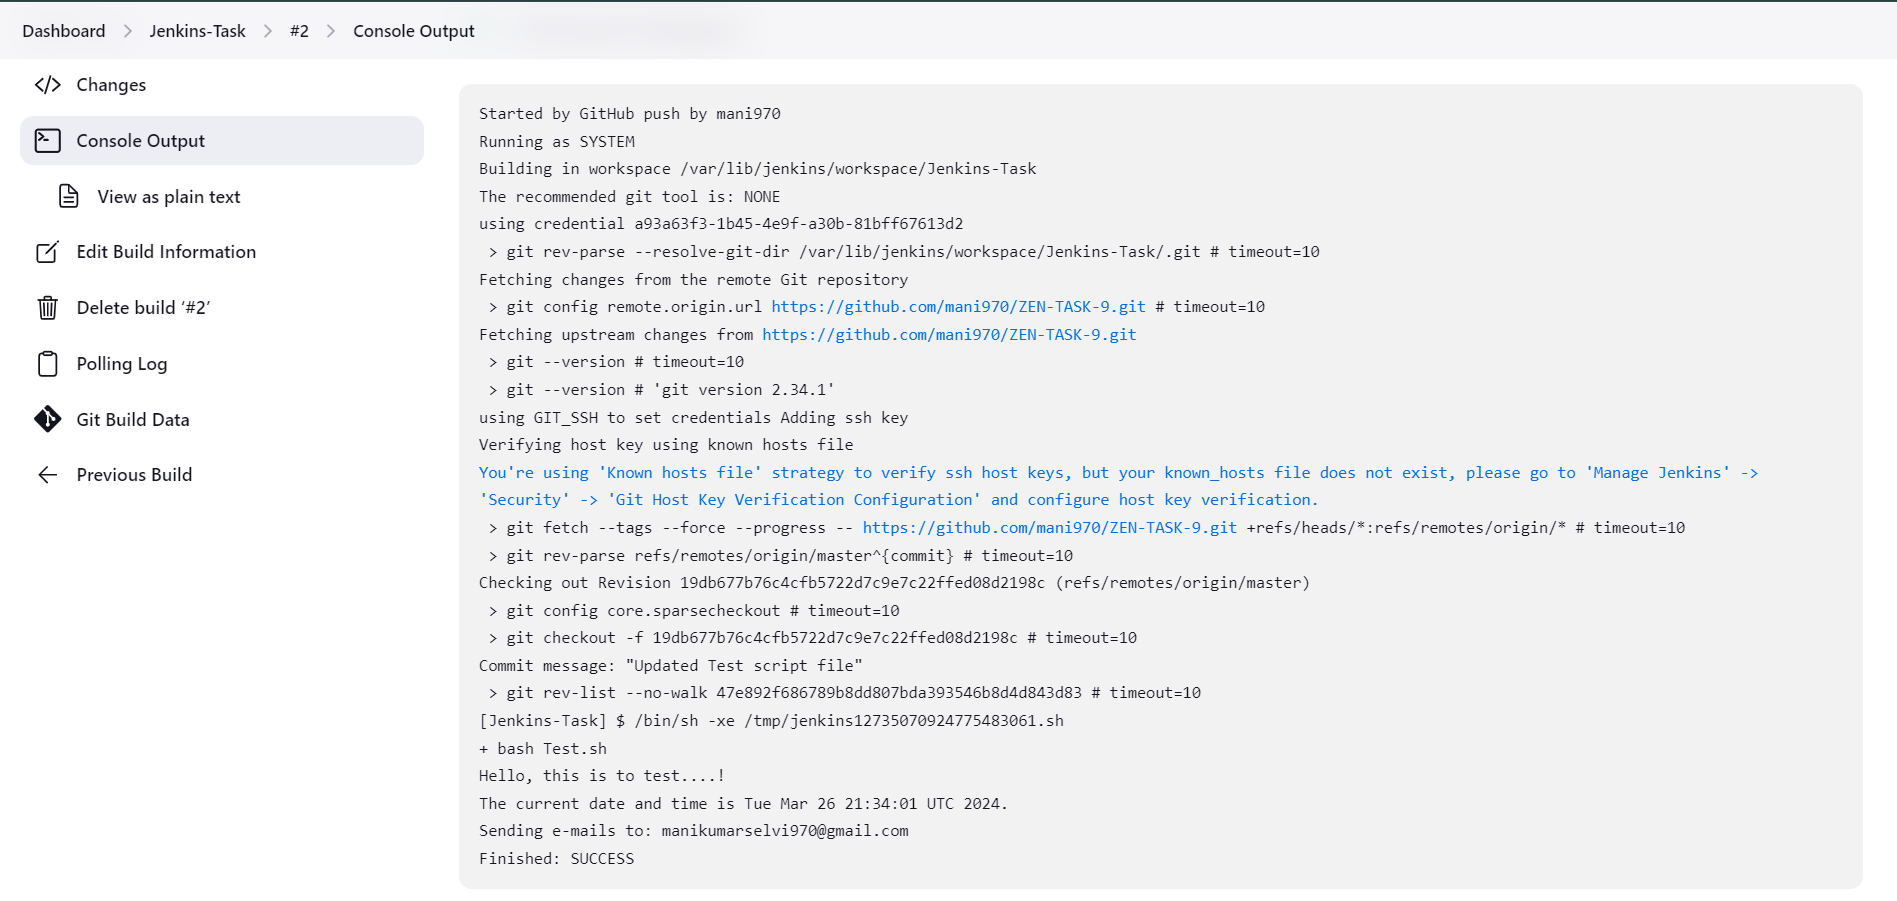 Dashboard > Jenkins-Task > #2 > Console Output
Changes
Console Output
View as plain text
Edit Build Information
Delete build ‘#2’
Polling Log
Git Build Data
Previous Build
Started by GitHub push by mani970
Running as SYSTEM
Building in workspace /var/lib/jenkins/workspace/Jenkins-Task
The recommended git tool is: NONE
using credential a93a63f3-1b45-4e9f-a30b-81bff67613d2
 > git rev-parse --resolve-git-dir /var/lib/jenkins/workspace/Jenkins-Task/.git # timeout=10
Fetching changes from the remote Git repository
 > git config remote.origin.url https://github.com/mani970/ZEN-TASK-9.git # timeout=10
Fetching upstream changes from https://github.com/mani970/ZEN-TASK-9.git
 > git --version # timeout=10
 > git --version # 'git version 2.34.1'
using GIT_SSH to set credentials Adding ssh key
Verifying host key using known hosts file
You're using 'Known hosts file' strategy to verify ssh host keys, but your known_hosts file does not exist, please go to 'Manage Jenkins' ->
'Security' -> 'Git Host Key Verification Configuration' and configure host key verification.
 > git fetch --tags --force --progress -- https://github.com/mani970/ZEN-TASK-9.git +refs/heads/*:refs/remotes/origin/* # timeout=10
 > git rev-parse refs/remotes/origin/master^{commit} # timeout=10
Checking out Revision 19db677b76c4cfb5722d7c9e7c22ffed08d2198c (refs/remotes/origin/master)
 > git config core.sparsecheckout # timeout=10
 > git checkout -f 19db677b76c4cfb5722d7c9e7c22ffed08d2198c # timeout=10
Commit message: "Updated Test script file"
 > git rev-list --no-walk 47e892f686789b8dd807bda393546b8d4d843d83 # timeout=10
[Jenkins-Task] $ /bin/sh -xe /tmp/jenkins12735070924775483061.sh
+ bash Test.sh
Hello, this is to test....!
The current date and time is Tue Mar 26 21:34:01 UTC 2024.
Sending e-mails to: manikumarselvi970@gmail.com
Finished: SUCCESS